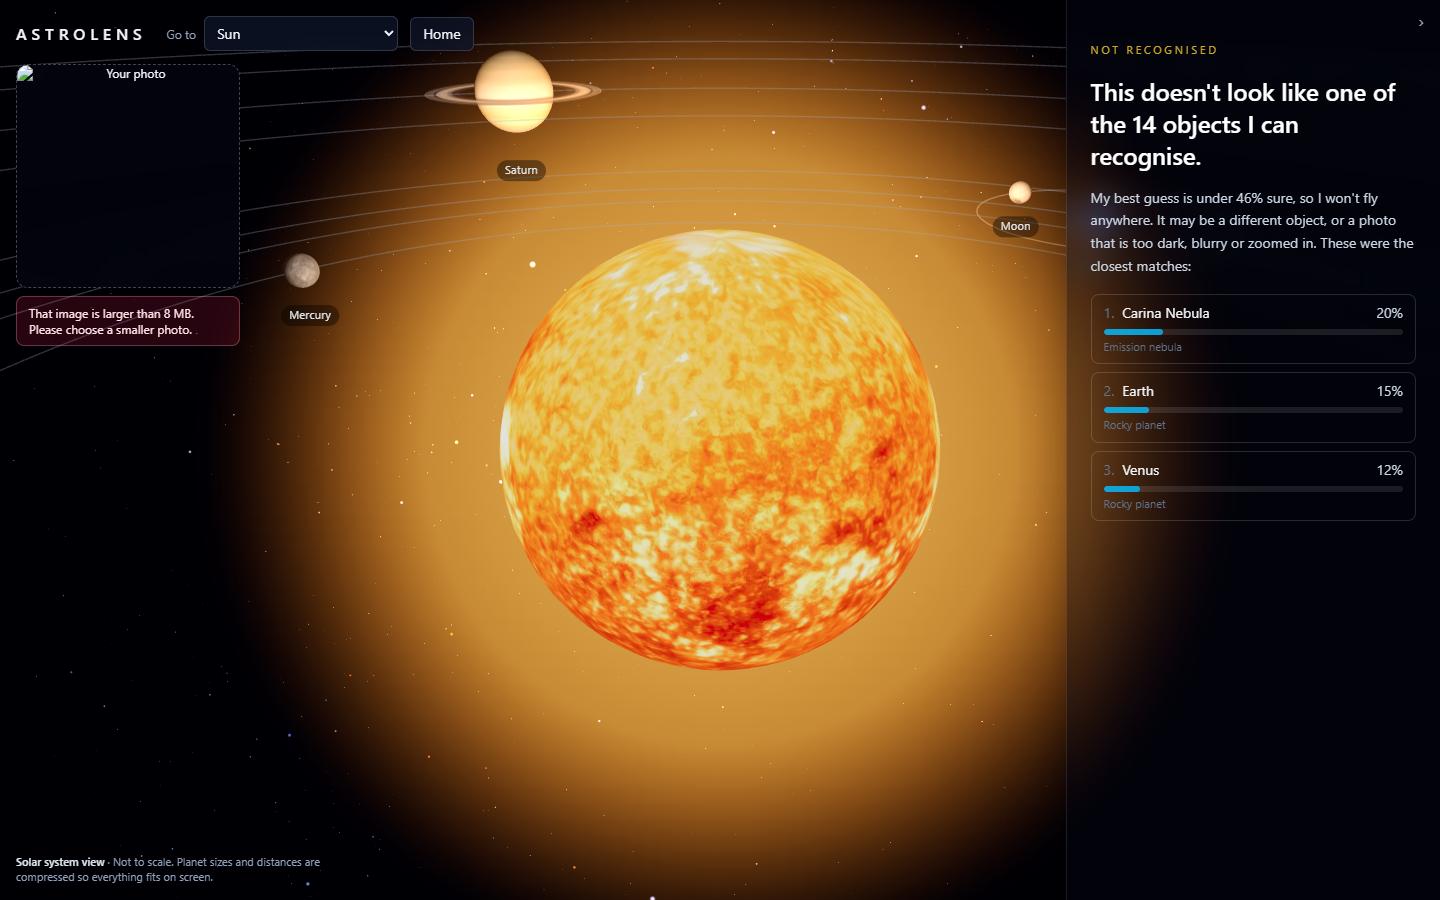 ASTROLENS
Go to
Sun
Home
Your photo
That image is larger than 8 MB.
Please choose a smaller photo.
Saturn
Moon
Mercury
Solar system view · Not to scale. Planet sizes and distances are
compressed so everything fits on screen.
›
NOT RECOGNISED
This doesn't look like one of
the 14 objects I can
recognise.
My best guess is under 46% sure, so I won't fly
anywhere. It may be a different object, or a photo
that is too dark, blurry or zoomed in. These were the
closest matches:
1. Carina Nebula 20%
Emission nebula
2. Earth 15%
Rocky planet
3. Venus 12%
Rocky planet